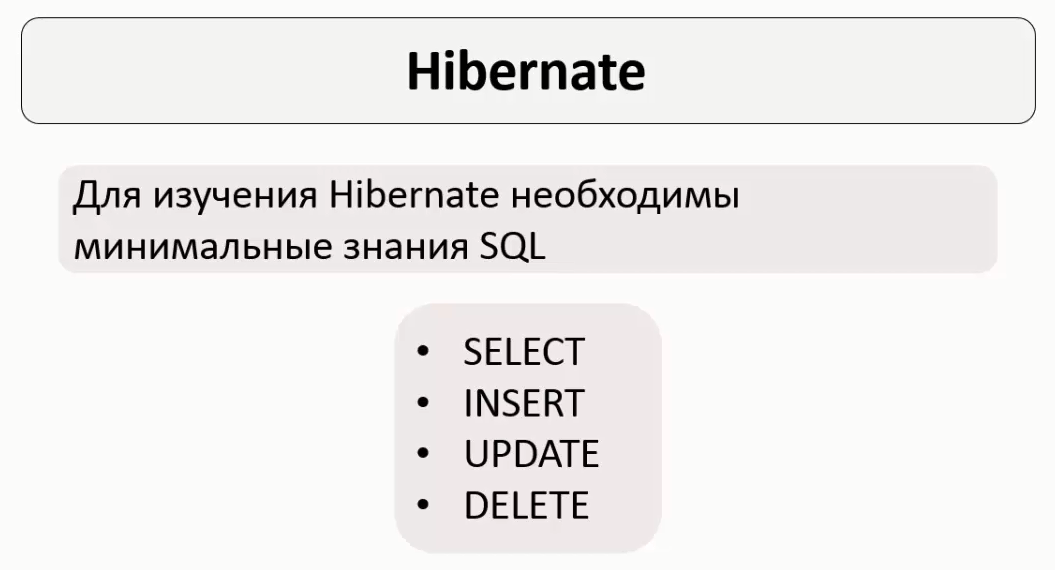 Hibernate
Для изучения Hibernate необходимы
минимальные знания SQL
• SELECT
• INSERT
• UPDATE
• DELETE